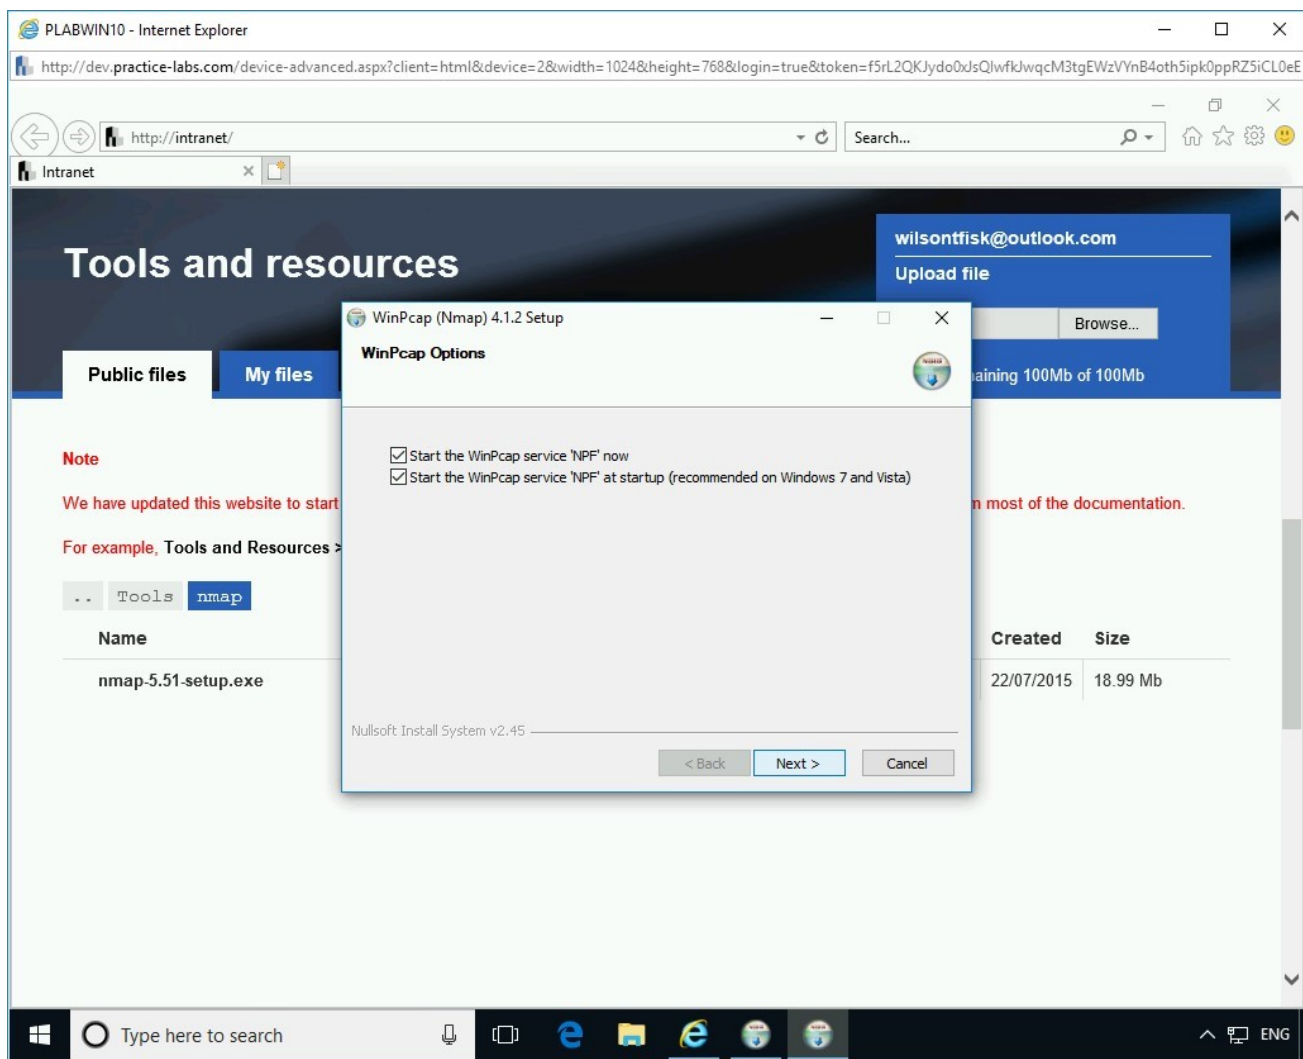 PLABWIN10 - Internet Explorer
http://dev.practice-labs.com/device-advanced.aspx?client=html&device=2&width=1024&height=768&login=true&token=f5rL2QKJydo0xJsQlwfkJwqcM3tgEWzVYnB4oth5ipk0ppRZ5iCL0eE
http://intranet/
Search...
Intranet
Tools and resources
wilsontfisk@outlook.com
Upload file
Browse...
aining 100Mb of 100Mb
Public files
My files
WinPcap (Nmap) 4.1.2 Setup
WinPcap Options
Start the WinPcap service 'NPF' now
Start the WinPcap service 'NPF' at startup (recommended on Windows 7 and Vista)
Nullsoft Install System v2.45
< Back
Next >
Cancel
Note
We have updated this website to start
most of the documentation.
For example, Tools and Resources >
.. Tools nmap
Name Created Size
nmap-5.51-setup.exe 22/07/2015 18.99 Mb
Type here to search
ENG